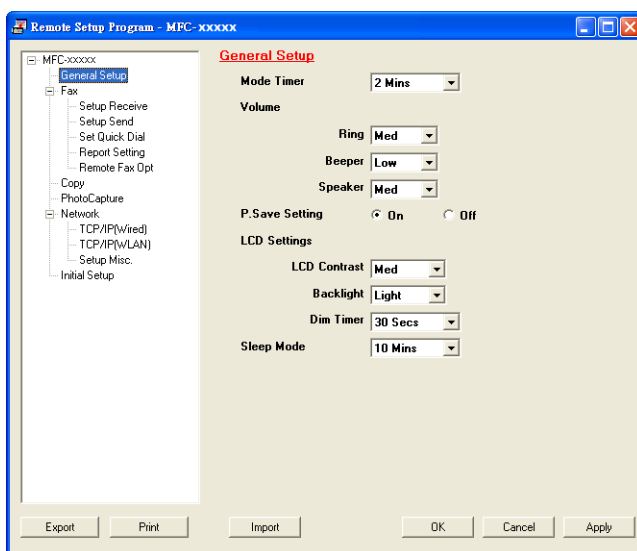 Remote Setup Program - MFC-xxxxx
MFC-xxxxx
General Setup
Fax
Setup Receive
Setup Send
Set Quick Dial
Report Setting
Remote Fax Opt
Copy
PhotoCapture
Network
TCP/IP(Wired)
TCP/IP(WLAN)
Setup Misc.
Initial Setup
General Setup
Mode Timer 2 Mins
Volume
Ring Med
Beeper Low
Speaker Med
P.Save Setting On Off
LCD Settings
LCD Contrast Med
Backlight Light
Dim Timer 30 Secs
Sleep Mode 10 Mins
Export Print Import OK Cancel Apply